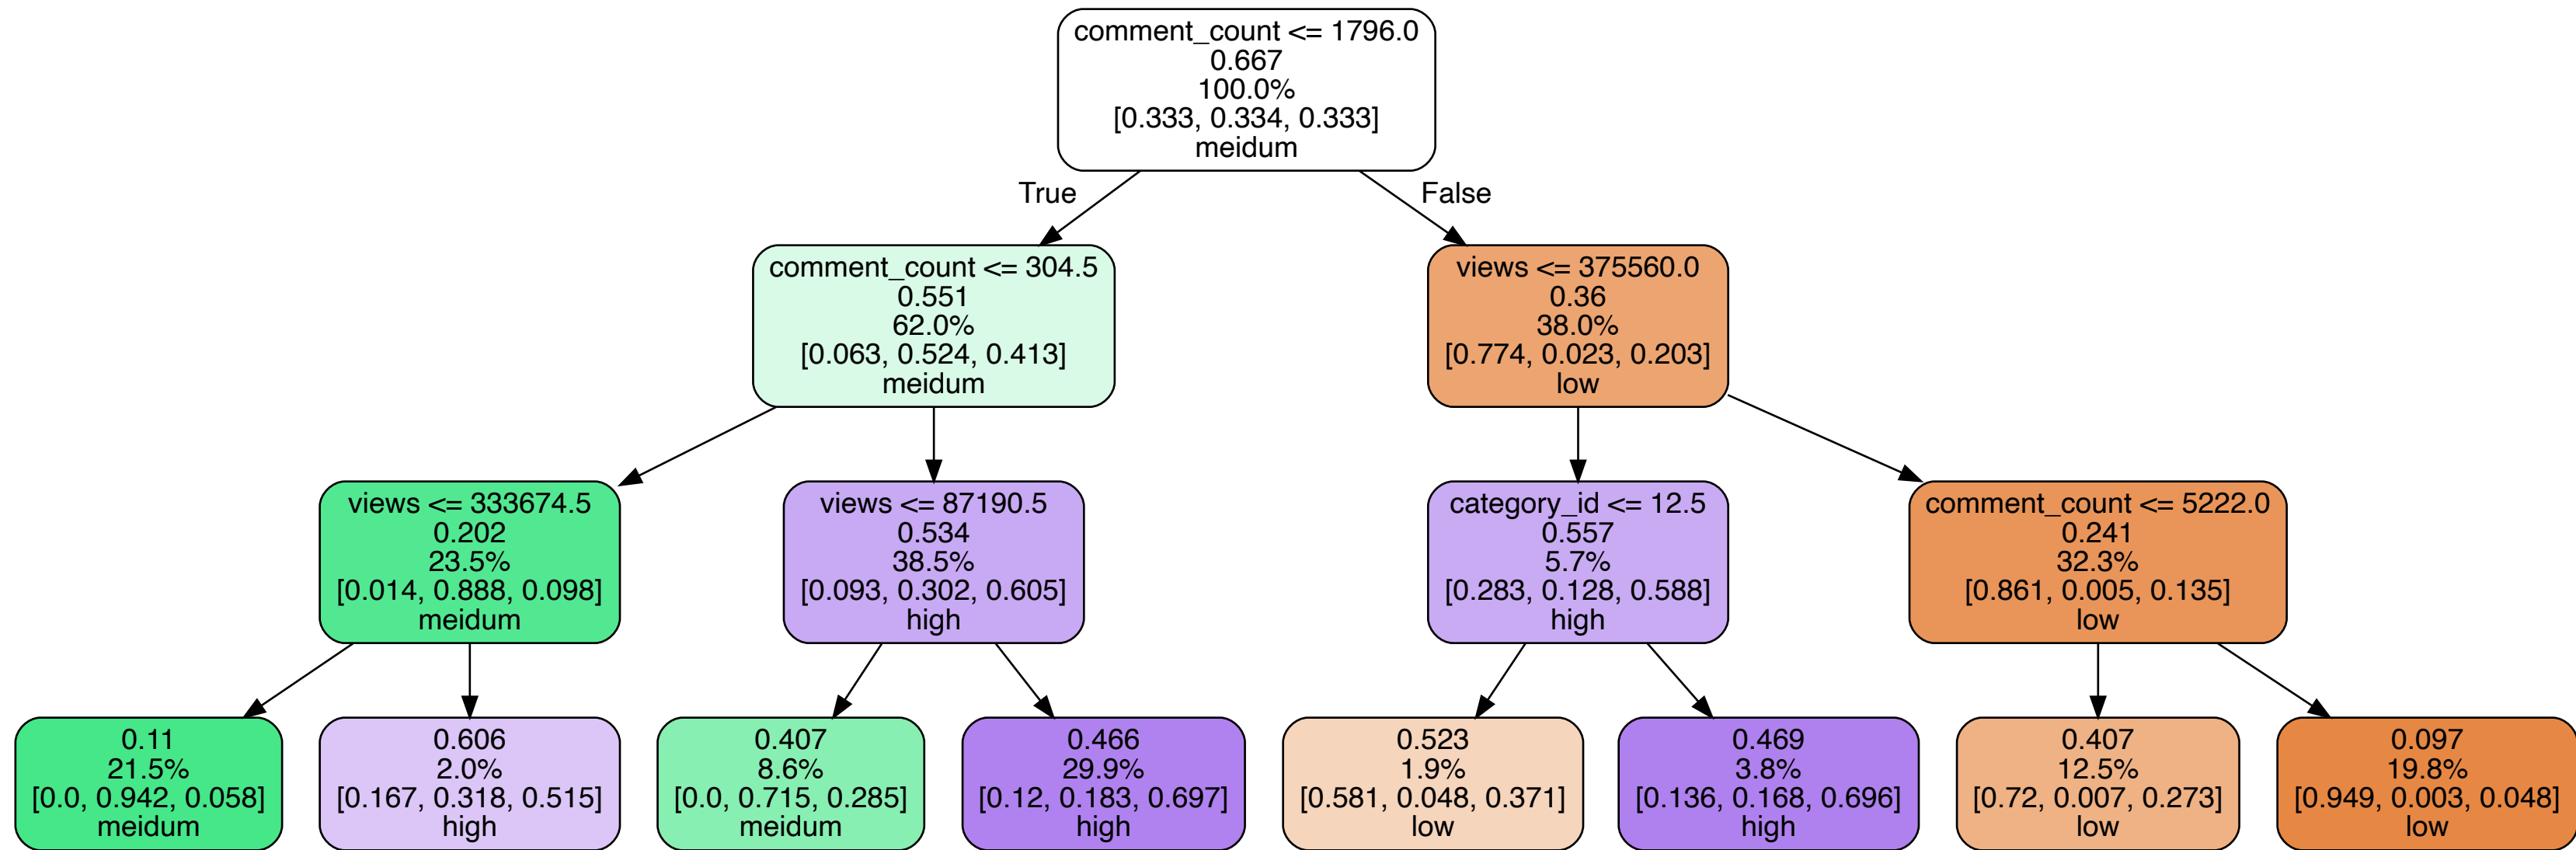 comment_count <= 1796.0
0.667
100.0%
[0.333, 0.334, 0.333]
meidum
True
False
comment_count <= 304.5
0.551
62.0%
[0.063, 0.524, 0.413]
meidum
views <= 375560.0
0.36
38.0%
[0.774, 0.023, 0.203]
low
views <= 333674.5
0.202
23.5%
[0.014, 0.888, 0.098]
meidum
views <= 87190.5
0.534
38.5%
[0.093, 0.302, 0.605]
high
category_id <= 12.5
0.557
5.7%
[0.283, 0.128, 0.588]
high
comment_count <= 5222.0
0.241
32.3%
[0.861, 0.005, 0.135]
low
0.11
21.5%
[0.0, 0.942, 0.058]
meidum
0.606
2.0%
[0.167, 0.318, 0.515]
high
0.407
8.6%
[0.0, 0.715, 0.285]
meidum
0.466
29.9%
[0.12, 0.183, 0.697]
high
0.523
1.9%
[0.581, 0.048, 0.371]
low
0.469
3.8%
[0.136, 0.168, 0.696]
high
0.407
12.5%
[0.72, 0.007, 0.273]
low
0.097
19.8%
[0.949, 0.003, 0.048]
low